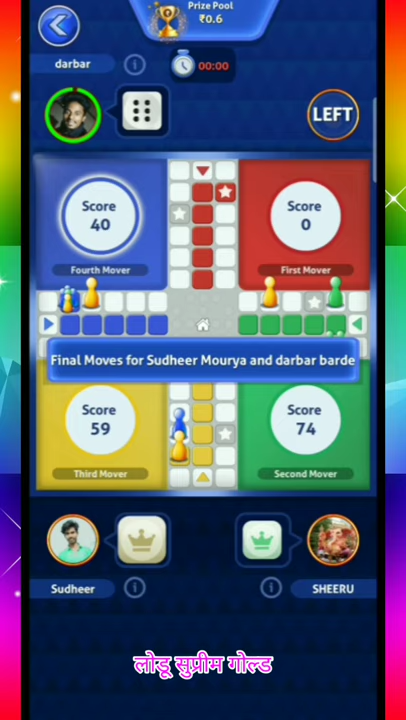 Prize Pool
₹0.6
darbar
00:00
LEFT
Score
40
Fourth Mover
Score
0
First Mover
Final Moves for Sudheer Mourya and darbar barde
Score
59
Third Mover
Score
74
Second Mover
Sudheer
SHEERU
लोडू सुप्रीम गोल्ड